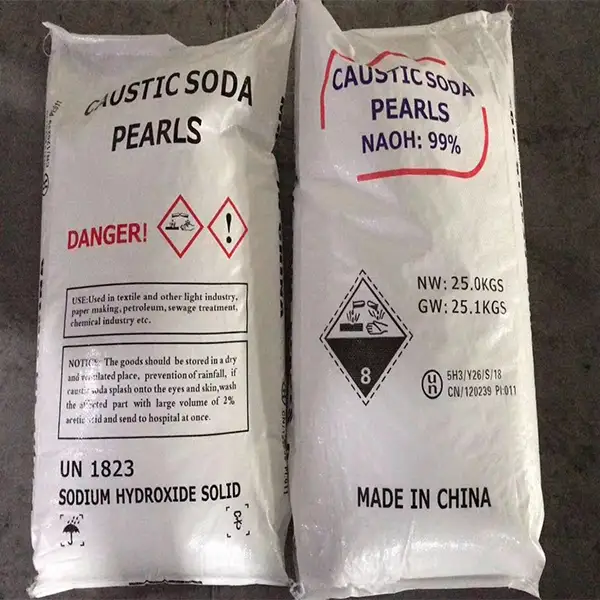 CAUSTIC SODA
PEARLS
DANGER!
!
USE:Used in textile and other light industry,
paper making, petroleum, sewage treatment,
chemical industry etc.
NOTICE: The goods should be stored in a dry
and ventilated place, prevention of rainfall, if
caustic soda splash onto the eyes and skin,wash
the affected part with large volume of 2%
acetic acid and send to hospital at once.
UN 1823
SODIUM HYDROXIDE SOLID
CAUSTIC SODA
PEARLS
NAOH: 99%
NW: 25.0KGS
GW: 25.1KGS
8
un
5H3/Y26/S/18
CN/120239 PI:011
MADE IN CHINA